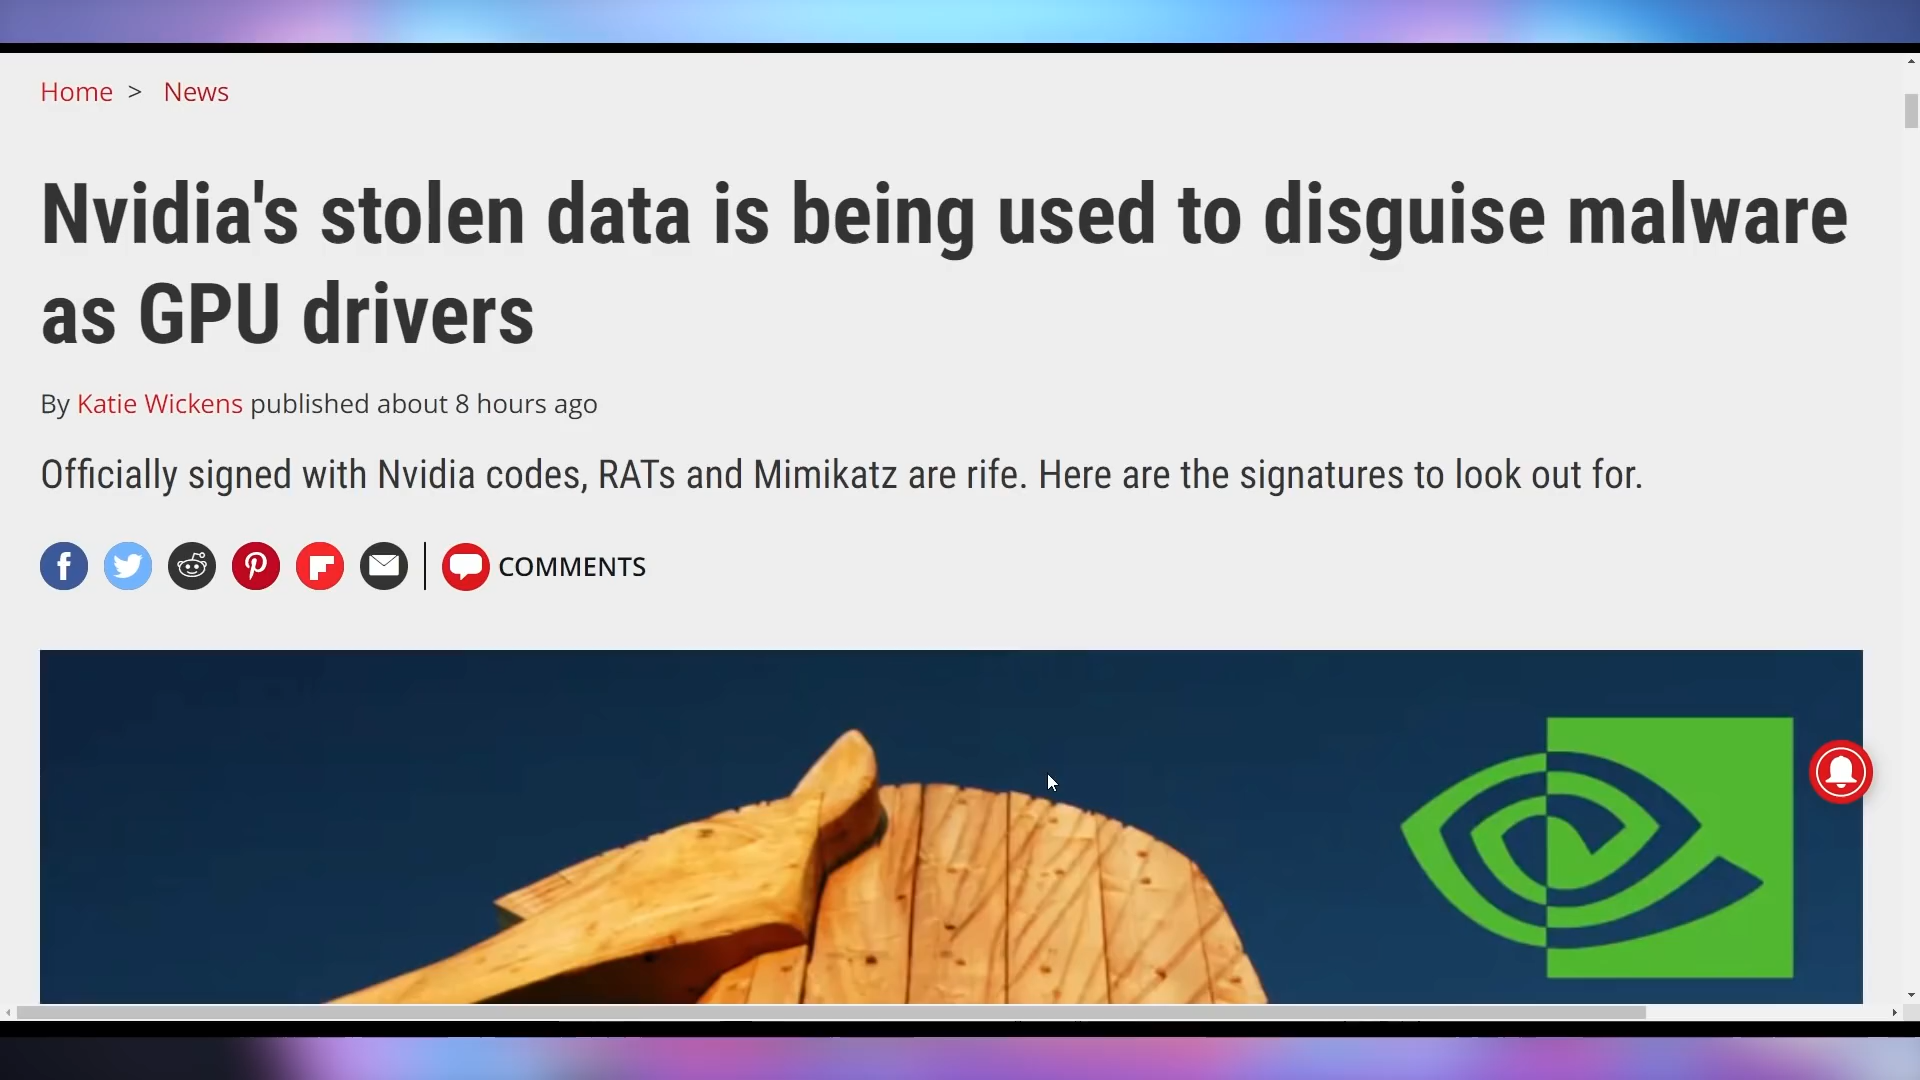 Home > News
Nvidia's stolen data is being used to disguise malware
as GPU drivers
By Katie Wickens published about 8 hours ago
Officially signed with Nvidia codes, RATs and Mimikatz are rife. Here are the signatures to look out for.
COMMENTS